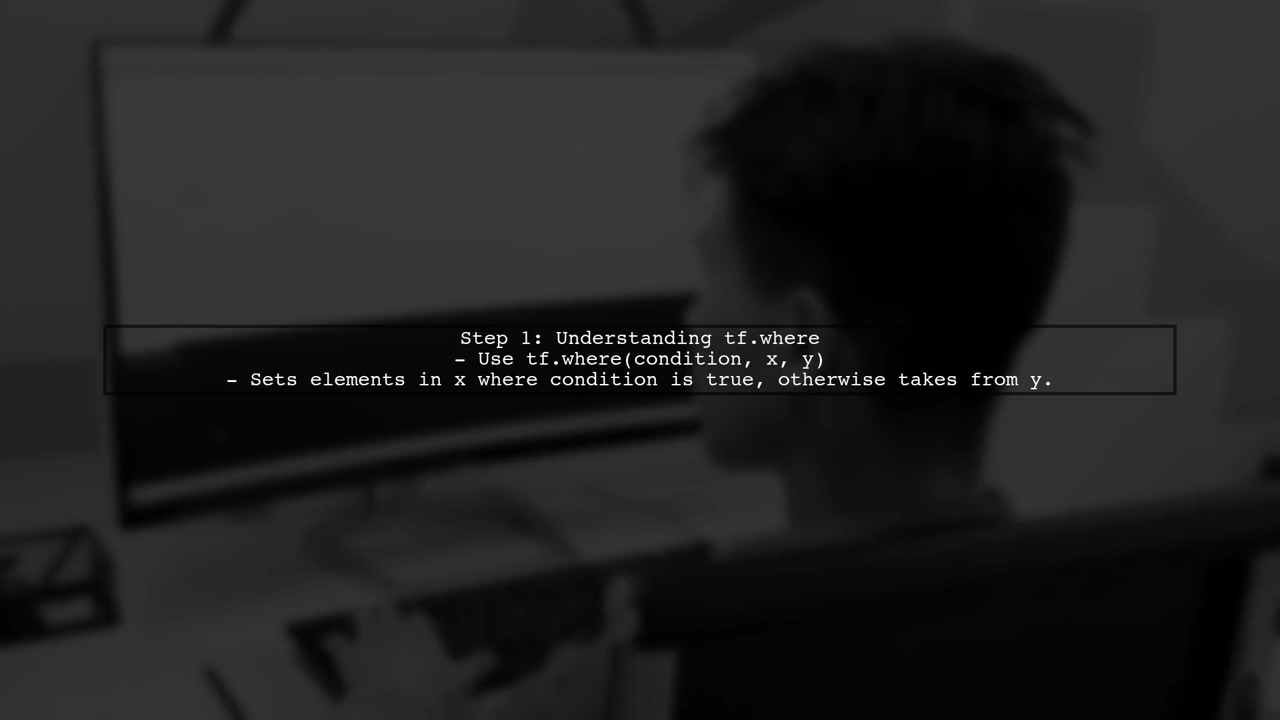 Step 1: Understanding tf.where
– Use tf.where(condition, x, y)
– Sets elements in x where condition is true, otherwise takes from y.